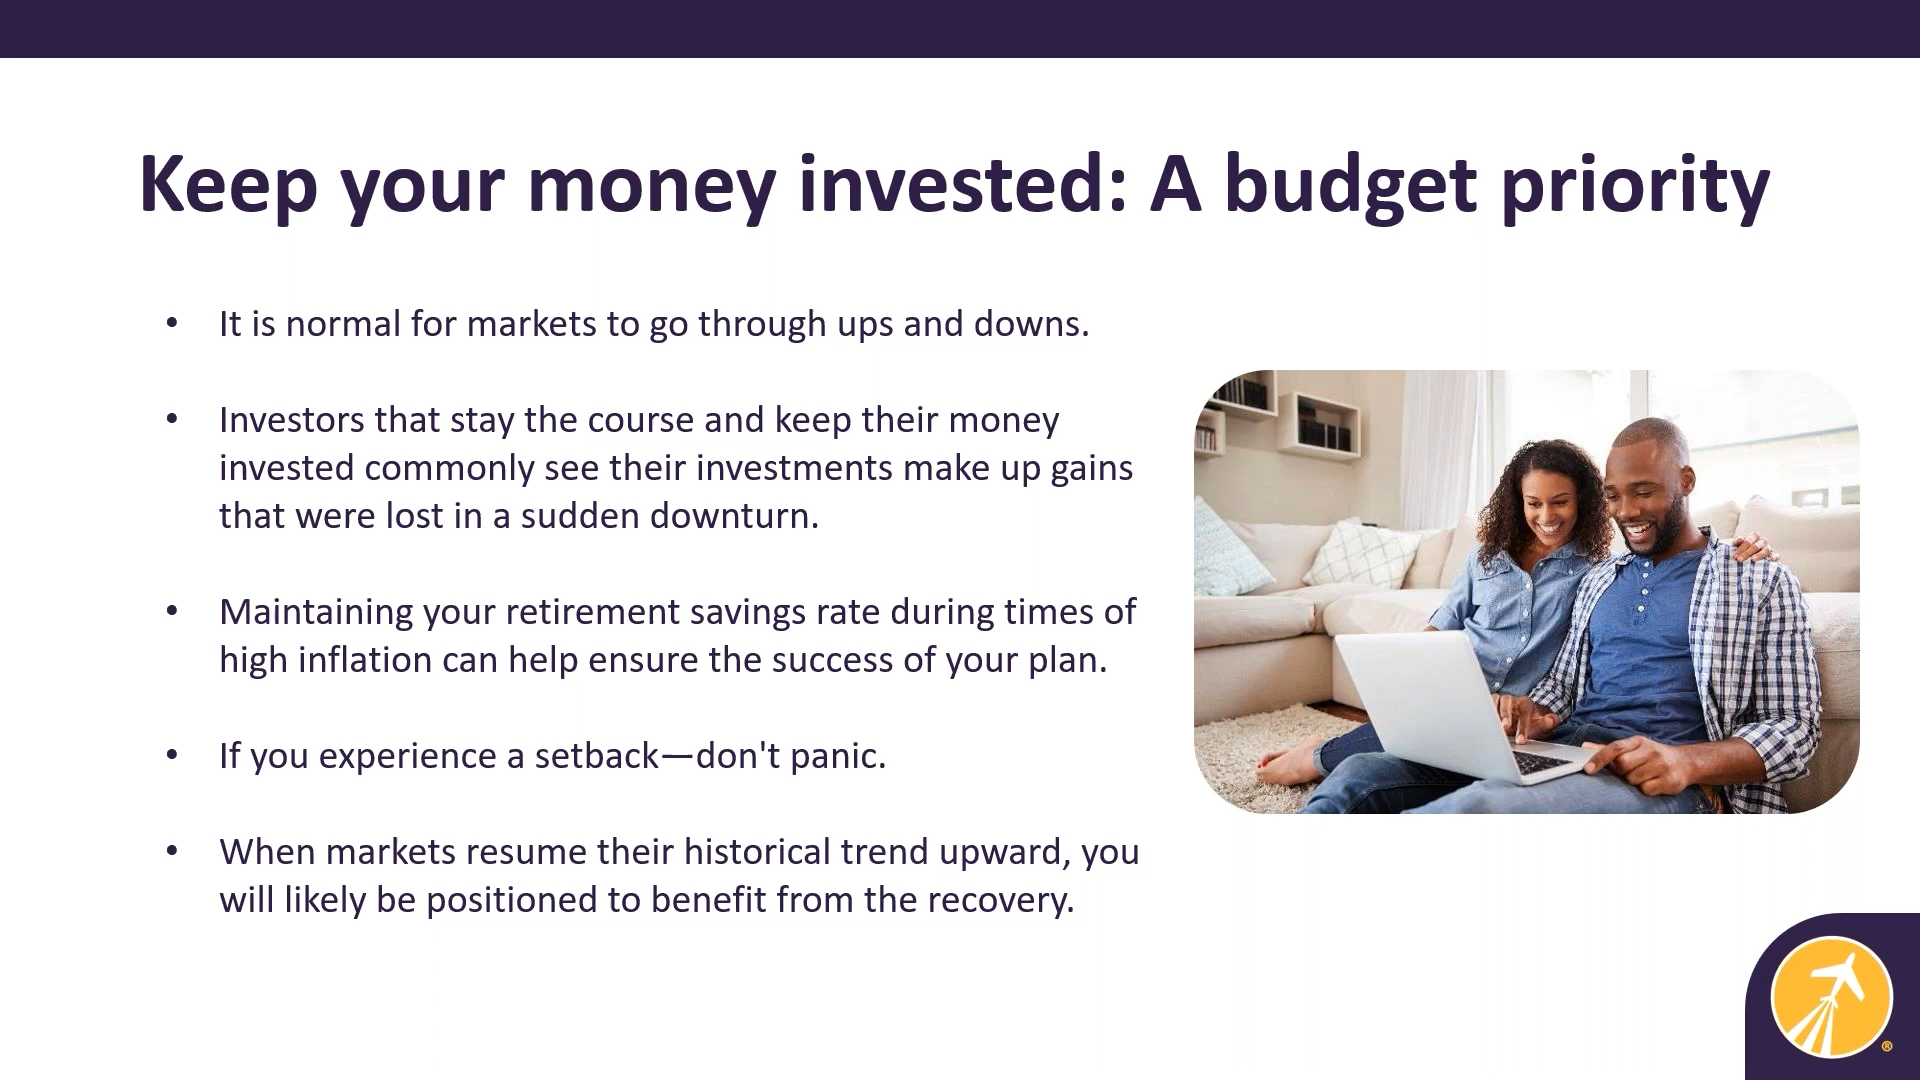 Keep your money invested: A budget priority
• It is normal for markets to go through ups and downs.
• Investors that stay the course and keep their money
invested commonly see their investments make up gains
that were lost in a sudden downturn.
• Maintaining your retirement savings rate during times of
high inflation can help ensure the success of your plan.
• If you experience a setback—don't panic.
• When markets resume their historical trend upward, you
will likely be positioned to benefit from the recovery.
®